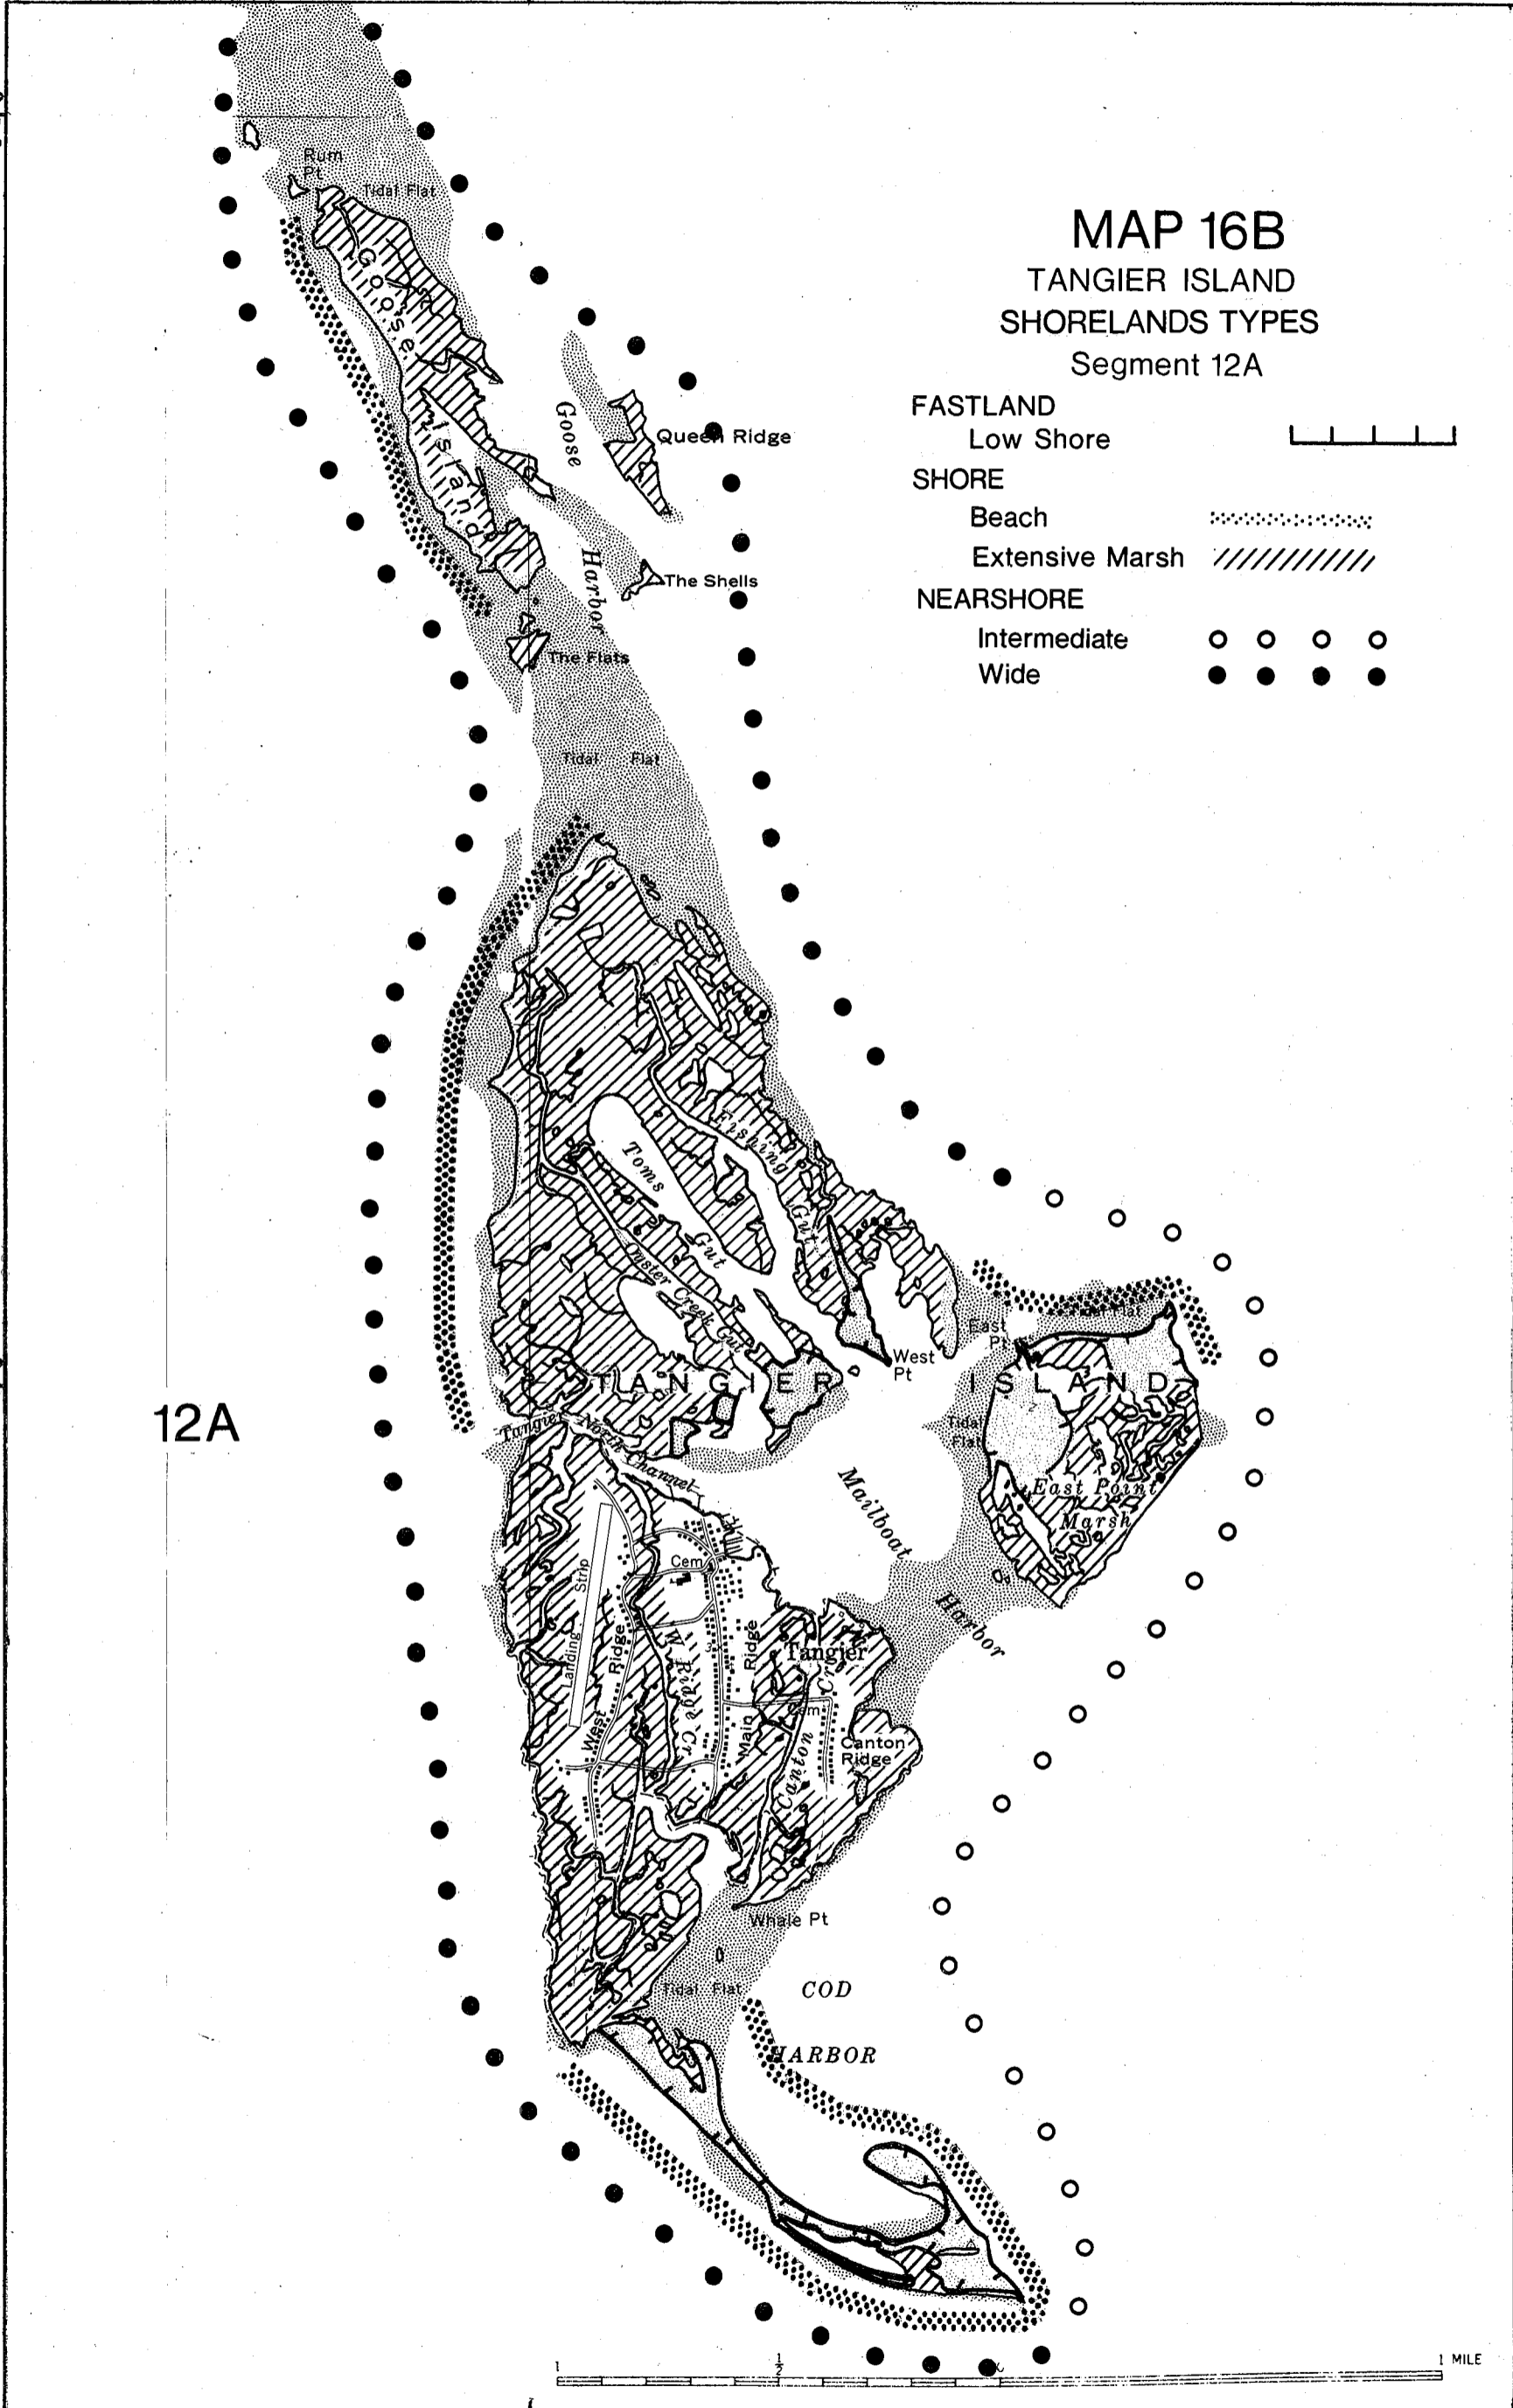 MAP 16B
TANGIER ISLAND
SHORELANDS TYPES
Segment 12A
FASTLAND
Low Shore
SHORE
Beach
Extensive Marsh
NEARSHORE
Intermediate
Wide
Rum
Pt
Tidal Flat
Goose
Island
Goose
Harbor
Queen Ridge
The Shells
The Flats
Tidal Flat
Fishing
Gut
Toms
Gut
Oyster Creek Gut
West
Pt
East
Pt
Tidal Flat
TANGIER ISLAND
12A
Tangier North Channel
Tidal
Flat
East Point
Marsh
Mailboat
Harbor
Landing Strip
Cem
West Ridge
W Ridge Cr
Main Ridge
Tangier
Cem
Canton Cr
Canton
Ridge
Whale Pt
Tidal Flat
COD
HARBOR
1
½
1 MILE